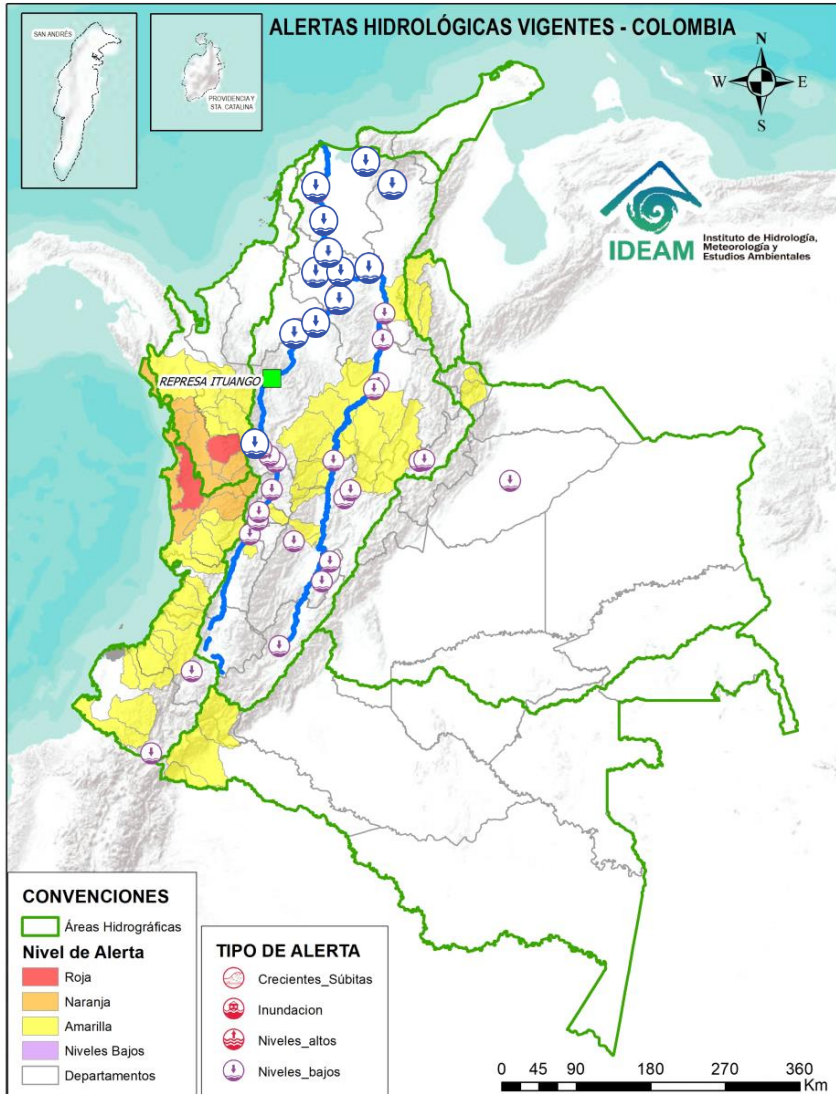 ALERTAS HIDROLÓGICAS VIGENTES - COLOMBIA
SAN ANDRÉS
PROVIDENCIA Y
STA. CATALINA
N
W
E
S
IDEAM
Instituto de Hidrología,
Meteorología y
Estudios Ambientales
REPRESA ITUANGO
CONVENCIONES
Áreas Hidrográficas
Nivel de Alerta
Roja
Naranja
Amarilla
Niveles Bajos
Departamentos
TIPO DE ALERTA
Crecientes_Súbitas
Inundacion
Niveles_altos
Niveles_bajos
0 45 90 180 270 360
Km